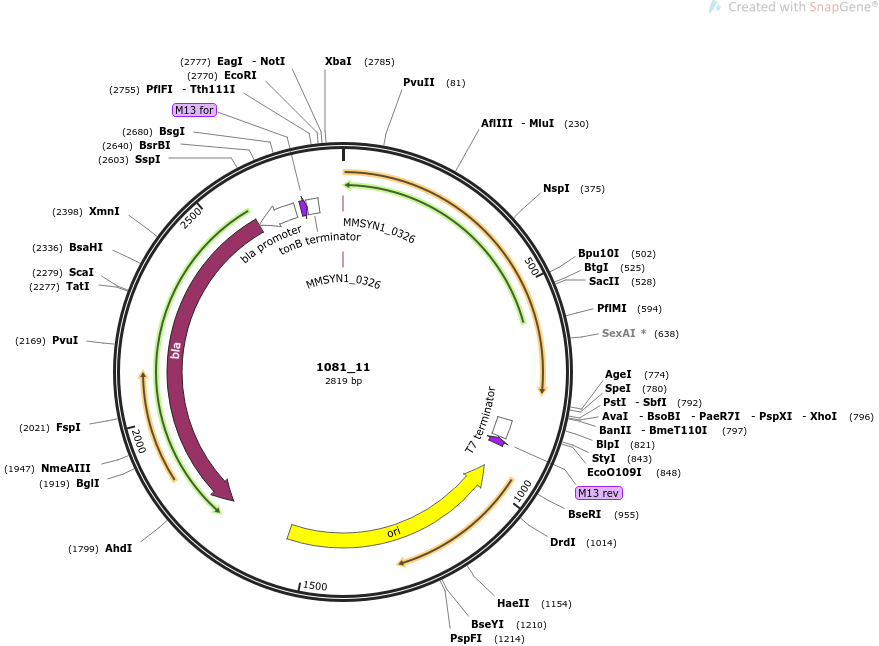 Created with SnapGene®
(2777) EagI - NotI
(2770) EcoRI
(2755) PflFI - Tth111I
M13 for
(2680) BsgI
(2640) BsrBI
(2603) SspI
XbaI (2785)
PvuII (81)
AflIII - MluI (230)
NspI (375)
(2398) XmnI
(2336) BsaHI
(2279) ScaI
(2277) TatI
(2169) PvuI
(2021) FspI
(1947) NmeAIII
(1919) BglI
(1799) AhdI
Bpu10I (502)
BtgI (525)
SacII (528)
PflMI (594)
SexAI * (638)
AgeI (774)
SpeI (780)
PstI - SbfI (792)
AvaI - BsoBI - PaeR7I - PspXI - XhoI (796)
BanII - BmeT110I (797)
BlpI (821)
StyI (843)
EcoO109I (848)
M13 rev
BseRI (955)
DrdI (1014)
HaeII (1154)
BseYI (1210)
PspFI (1214)
500
1000
1500
2000
2500
bla promoter
tonB terminator
MMSYN1_0326
MMSYN1_0326
bla
T7 terminator
ori
1081_11
2819 bp